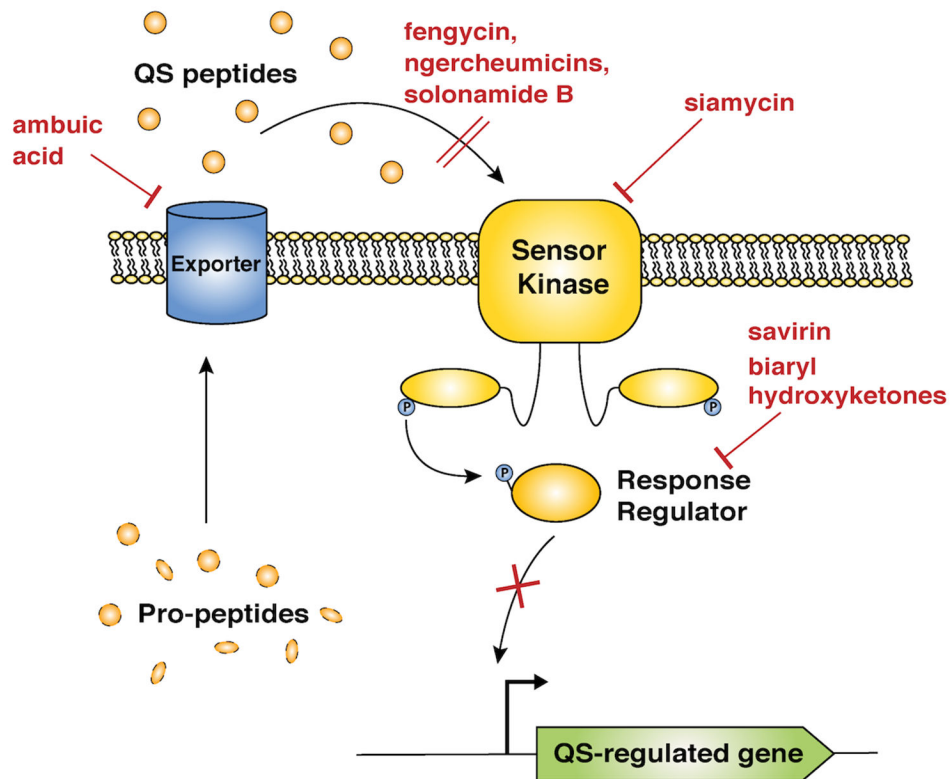 QS peptides
fengycin,
ngercheumicins,
solonamide B
siamycin
ambuic
acid
Exporter
Sensor
Kinase
savirin
biaryl
hydroxyketones
P
P
P
Response
Regulator
Pro-peptides
QS-regulated gene